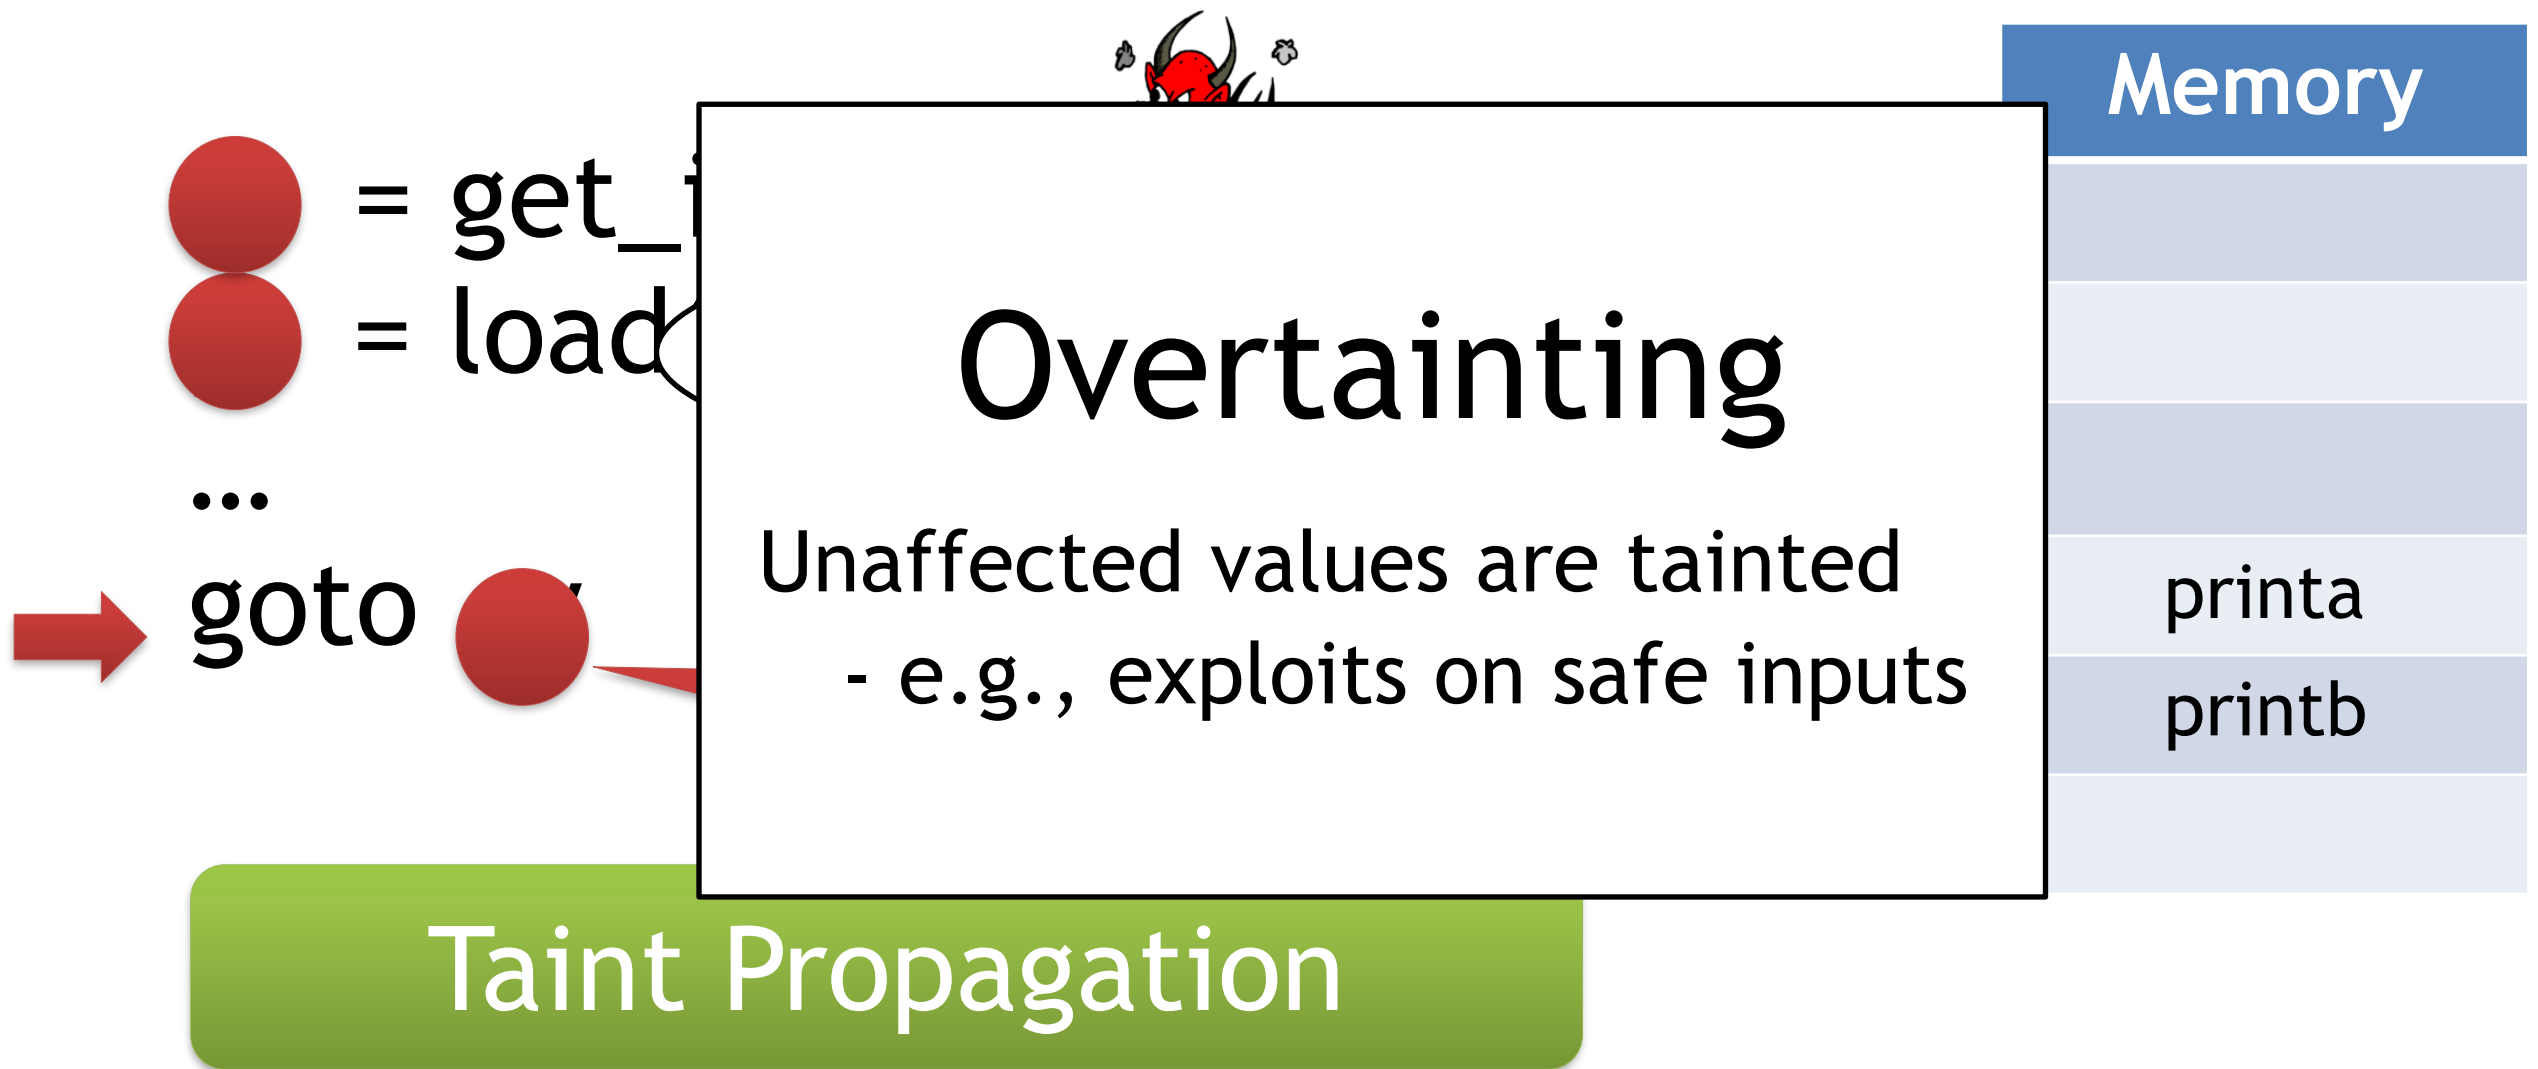 Memory
= get_i
= load
Overtainting
…
Unaffected values are tainted
goto
printa
- e.g., exploits on safe inputs
printb
Taint Propagation